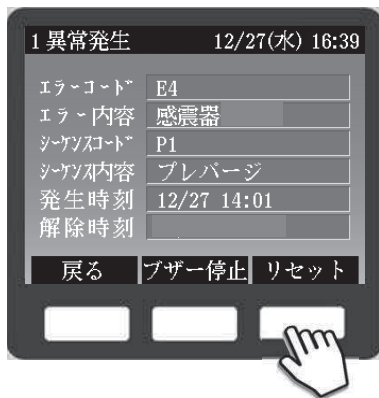 1 異常発生 12/27(水) 16:39
エラーコード E4
エラー内容 感震器
シーケンスコード P1
シーケンス内容 プレパージ
発生時刻 12/27 14:01
解除時刻
戻る ブザー停止 リセット